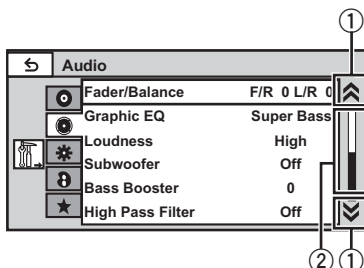 ①
Audio
Fader/Balance F/R 0 L/R 0
Graphic EQ Super Bass
Loudness High
Subwoofer Off
Bass Booster 0
High Pass Filter Off
② ①